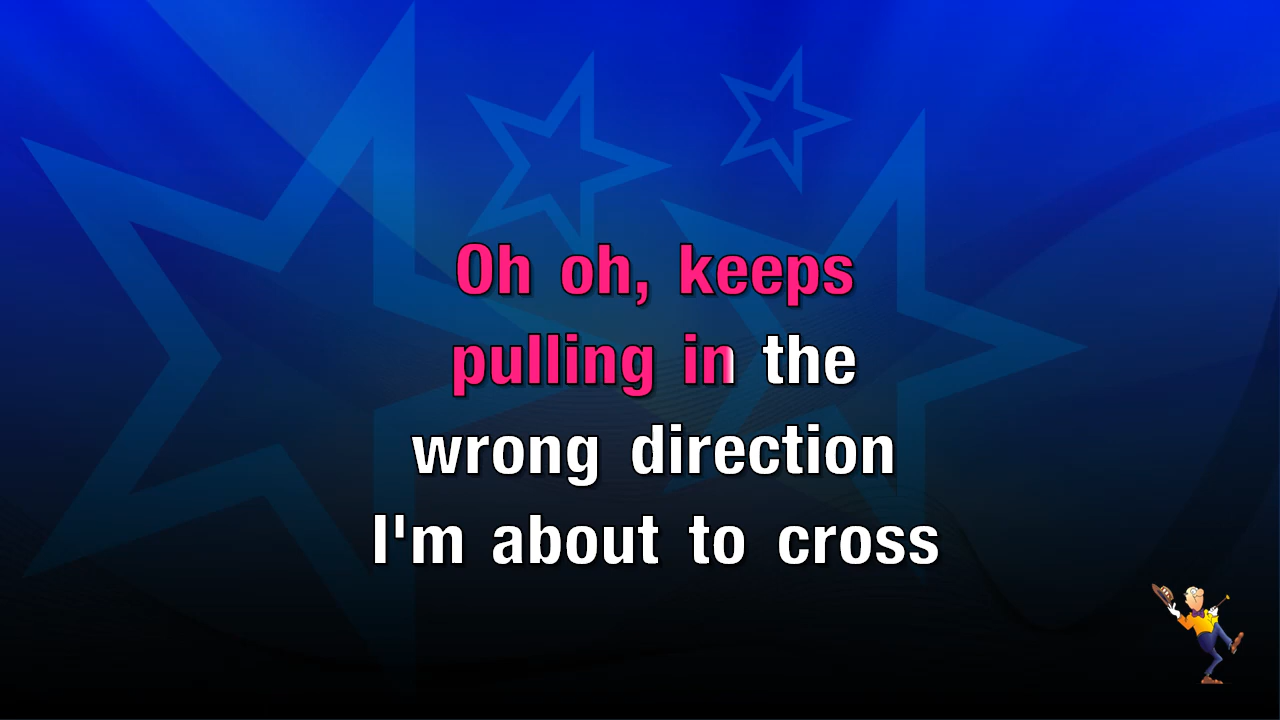 Oh oh, keeps
pulling in the
wrong direction
I'm about to cross